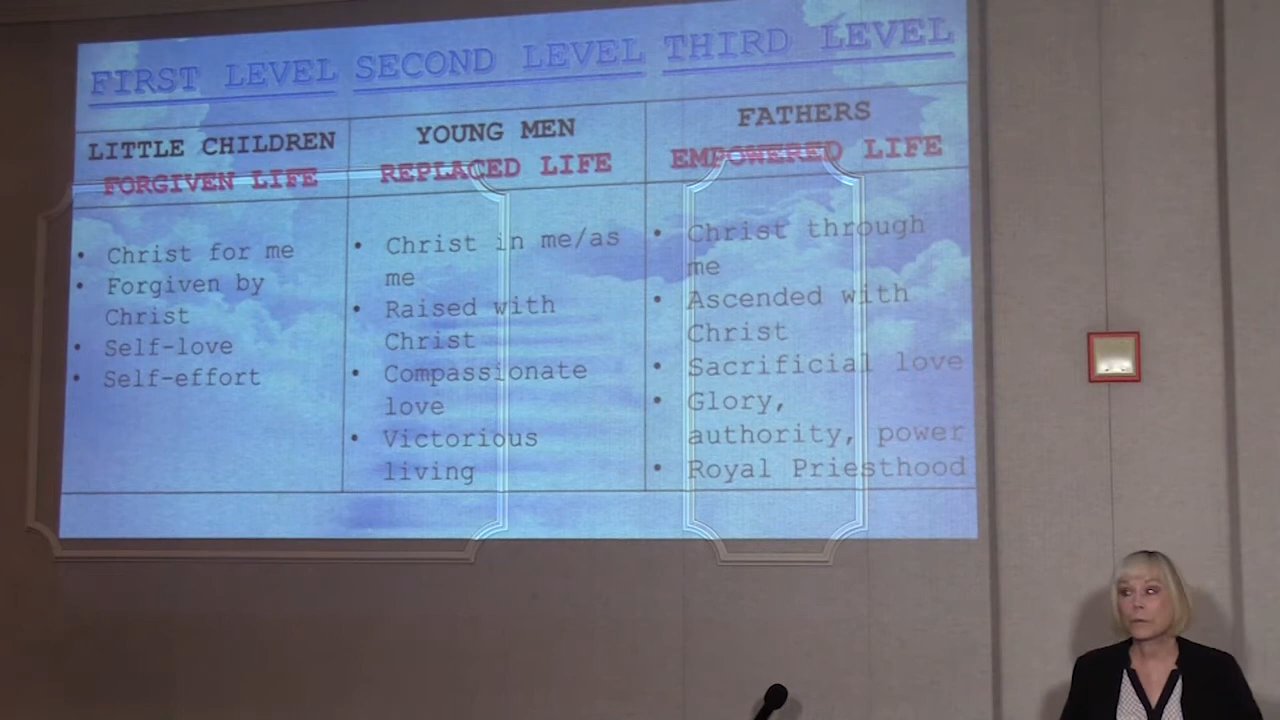 FIRST LEVEL SECOND LEVEL THIRD LEVEL
LITTLE CHILDREN
FORGIVEN LIFE
• Christ for me
• Forgiven by
Christ
• Self-love
• Self-effort
YOUNG MEN
REPLACED LIFE
• Christ in me/as
me
• Raised with
Christ
• Compassionate
love
• Victorious
living
FATHERS
EMPOWERED LIFE
• Christ through
me
• Ascended with
Christ
• Sacrificial love
• Glory,
authority, power
• Royal Priesthood